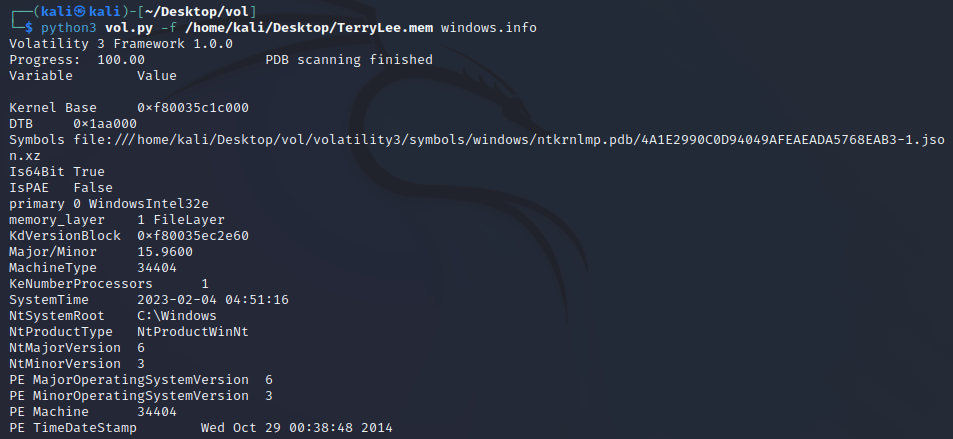 ┌──(kali㉿kali)-[~/Desktop/vol]
└─$ python3 vol.py -f /home/kali/Desktop/TerryLee.mem windows.info
Volatility 3 Framework 1.0.0
Progress:  100.00               PDB scanning finished
Variable        Value
Kernel Base     0×f80035c1c000
DTB     0×1aa000
Symbols file:///home/kali/Desktop/vol/volatility3/symbols/windows/ntkrnlmp.pdb/4A1E2990C0D94049AFEAEADA5768EAB3-1.jso
n.xz
Is64Bit True
IsPAE   False
primary 0 WindowsIntel32e
memory_layer    1 FileLayer
KdVersionBlock  0×f80035ec2e60
Major/Minor     15.9600
MachineType     34404
KeNumberProcessors      1
SystemTime      2023-02-04 04:51:16
NtSystemRoot    C:\Windows
NtProductType   NtProductWinNt
NtMajorVersion  6
NtMinorVersion  3
PE MajorOperatingSystemVersion  6
PE MinorOperatingSystemVersion  3
PE Machine      34404
PE TimeDateStamp        Wed Oct 29 00:38:48 2014